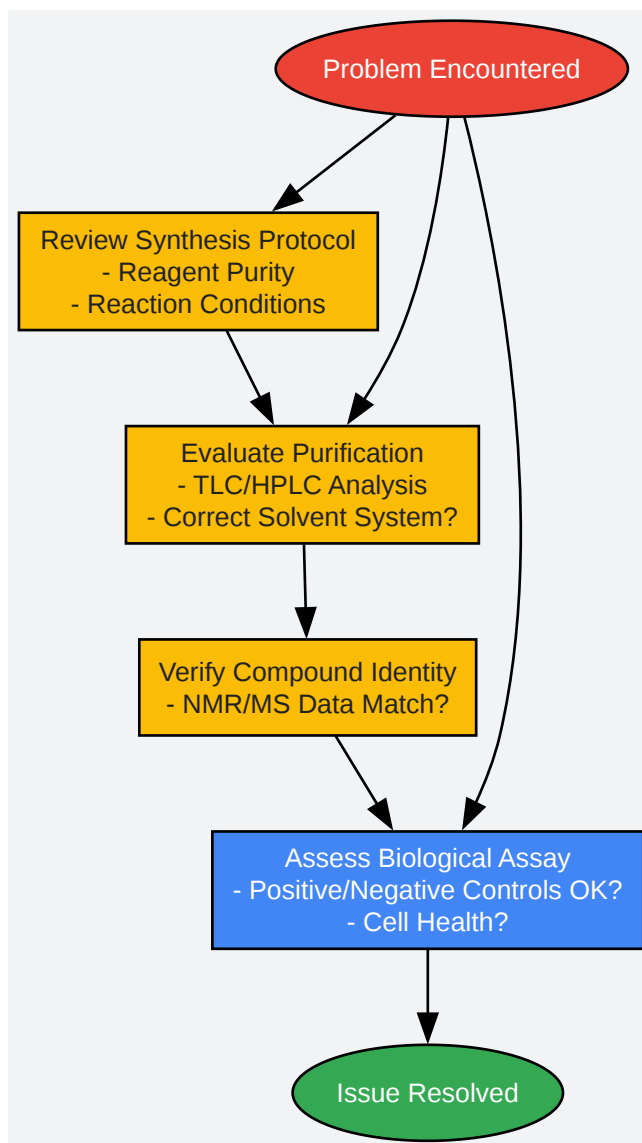 Problem Encountered
Review Synthesis Protocol
- Reagent Purity
- Reaction Conditions
Evaluate Purification
- TLC/HPLC Analysis
- Correct Solvent System?
Verify Compound Identity
- NMR/MS Data Match?
Assess Biological Assay
- Positive/Negative Controls OK?
- Cell Health?
Issue Resolved